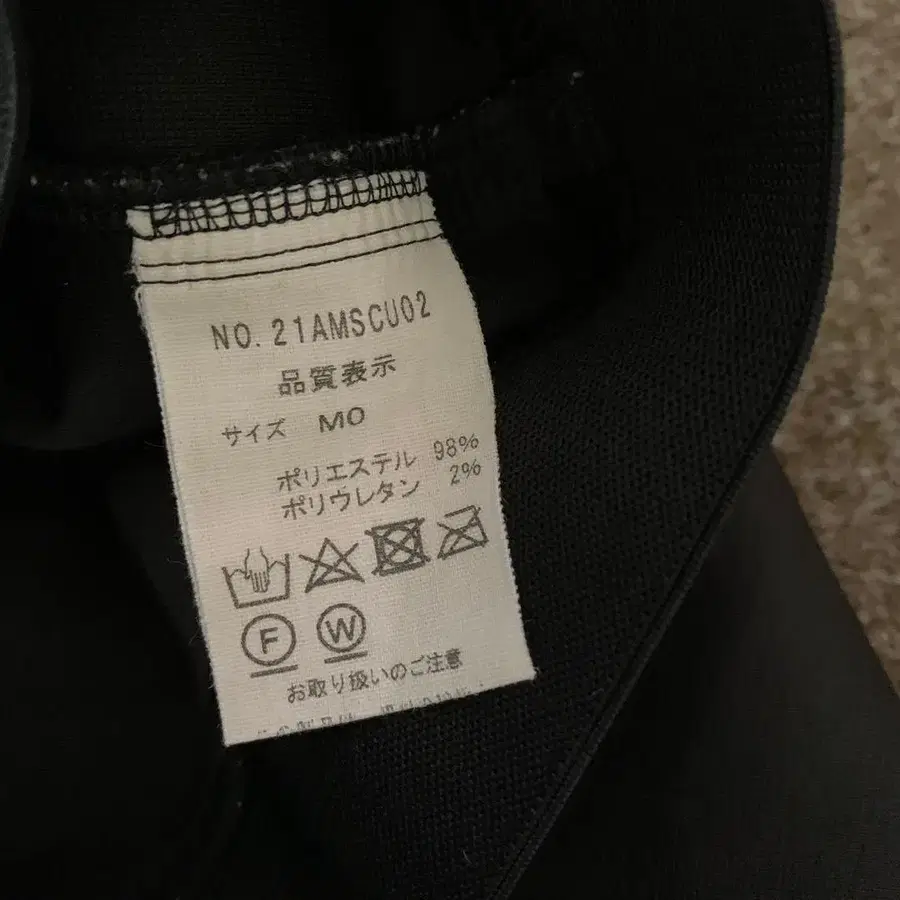 NO. 21AMSCU02
品質表示
サイズ MO
ポリエステル 98%
ポリウレタン 2%
F W
お取り扱いのご注意